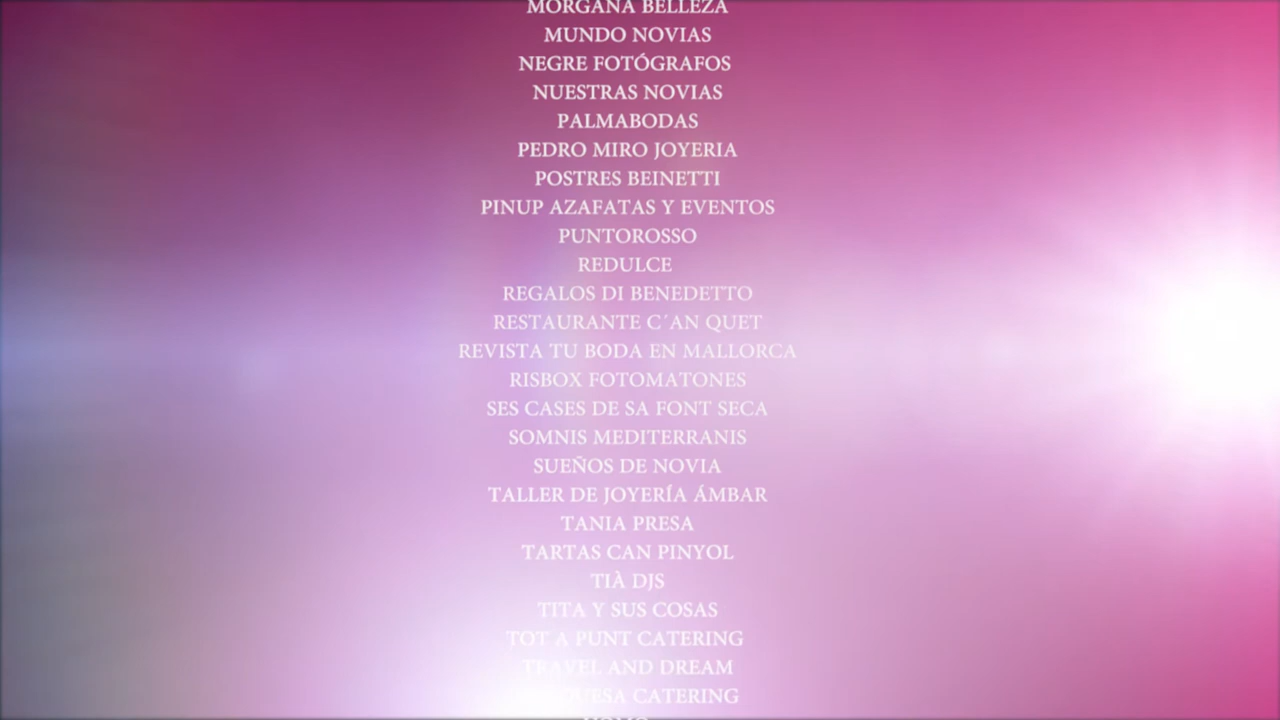 MORGANA BELLEZA
MUNDO NOVIAS
NEGRE FOTÓGRAFOS
NUESTRAS NOVIAS
PALMABODAS
PEDRO MIRO JOYERIA
POSTRES BEINETTI
PINUP AZAFATAS Y EVENTOS
PUNTOROSSO
REDULCE
REGALOS DI BENEDETTO
RESTAURANTE C´AN QUET
REVISTA TU BODA EN MALLORCA
RISBOX FOTOMATONES
SES CASES DE SA FONT SECA
SOMNIS MEDITERRANIS
SUEÑOS DE NOVIA
TALLER DE JOYERÍA ÁMBAR
TANIA PRESA
TARTAS CAN PINYOL
TIÀ DJS
TITA Y SUS COSAS
TOT A PUNT CATERING
TRAVEL AND DREAM
CATERING